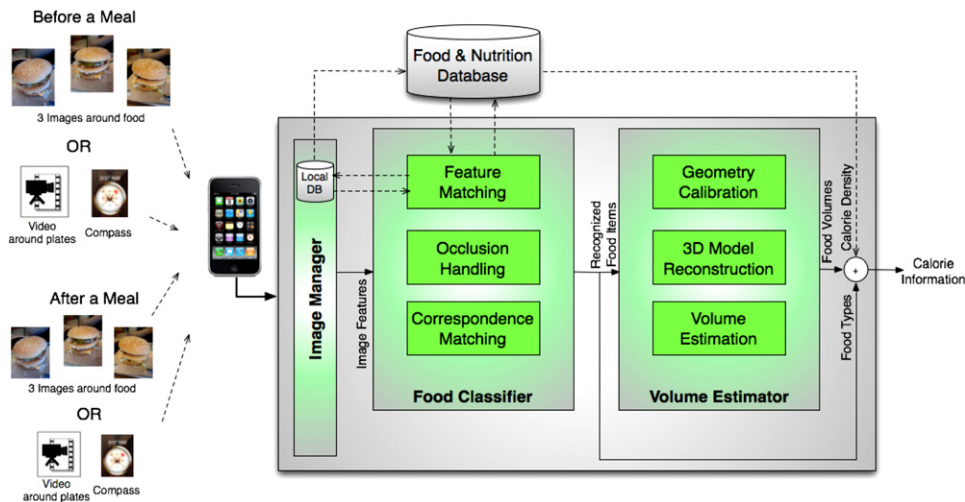 Before a Meal
3 Images around food
OR
Video
around plates
Compass
After a Meal
3 Images around food
OR
Video
around plates
Compass
Food & Nutrition
Database
Local
DB
Image Manager
Image Features
Feature
Matching
Occlusion
Handling
Correspondence
Matching
Food Classifier
Recognized
Food Items
Geometry
Calibration
3D Model
Reconstruction
Volume
Estimation
Volume Estimator
Food Volumes
Calorie Density
Food Types
+
Calorie
Information